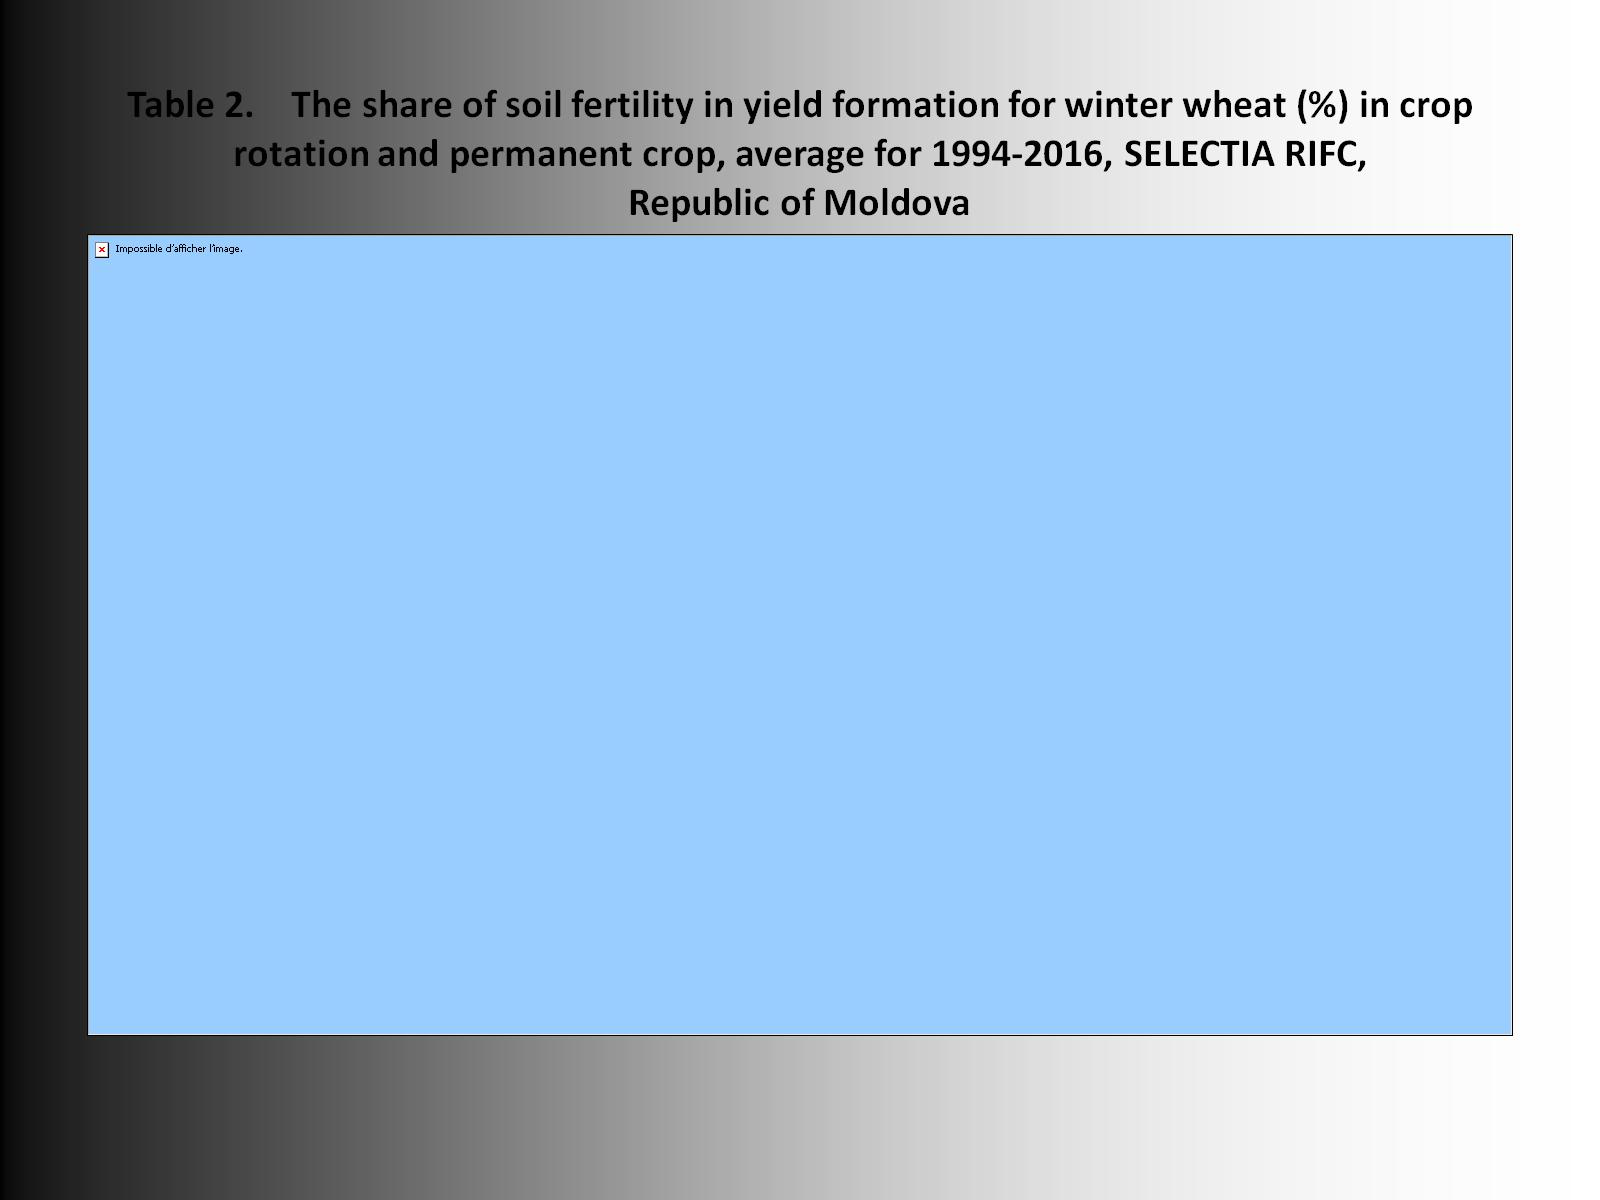 Table 2. The share of soil fertility in yield formation for winter wheat (%) in crop
rotation and permanent crop, average for 1994-2016, SELECTIA RIFC,
Republic of Moldova
Impossible d'afficher l'image.